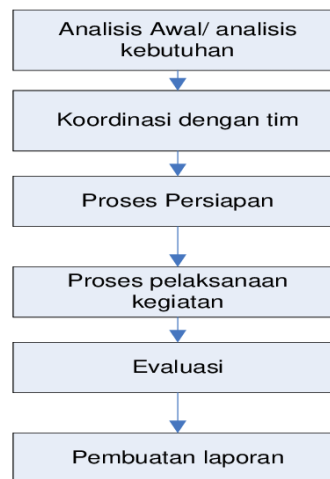 Analisis Awal/ analisis
kebutuhan
Koordinasi dengan tim
Proses Persiapan
Proses pelaksanaan
kegiatan
Evaluasi
Pembuatan laporan